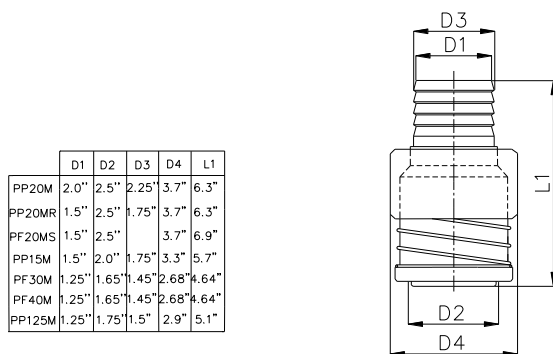 D1 D2 D3 D4 L1
PP20M 2.0'' 2.5'' 2.25'' 3.7'' 6.3''
PP20MR 1.5'' 2.5'' 1.75'' 3.7'' 6.3''
PF20MS 1.5'' 2.5'' 3.7'' 6.9''
PP15M 1.5'' 2.0'' 1.75'' 3.3'' 5.7''
PF30M 1.25'' 1.65'' 1.45'' 2.68'' 4.64''
PF40M 1.25'' 1.65'' 1.45'' 2.68'' 4.64''
PP125M 1.25'' 1.75'' 1.5'' 2.9'' 5.1''
D3
D1
L1
D2
D4